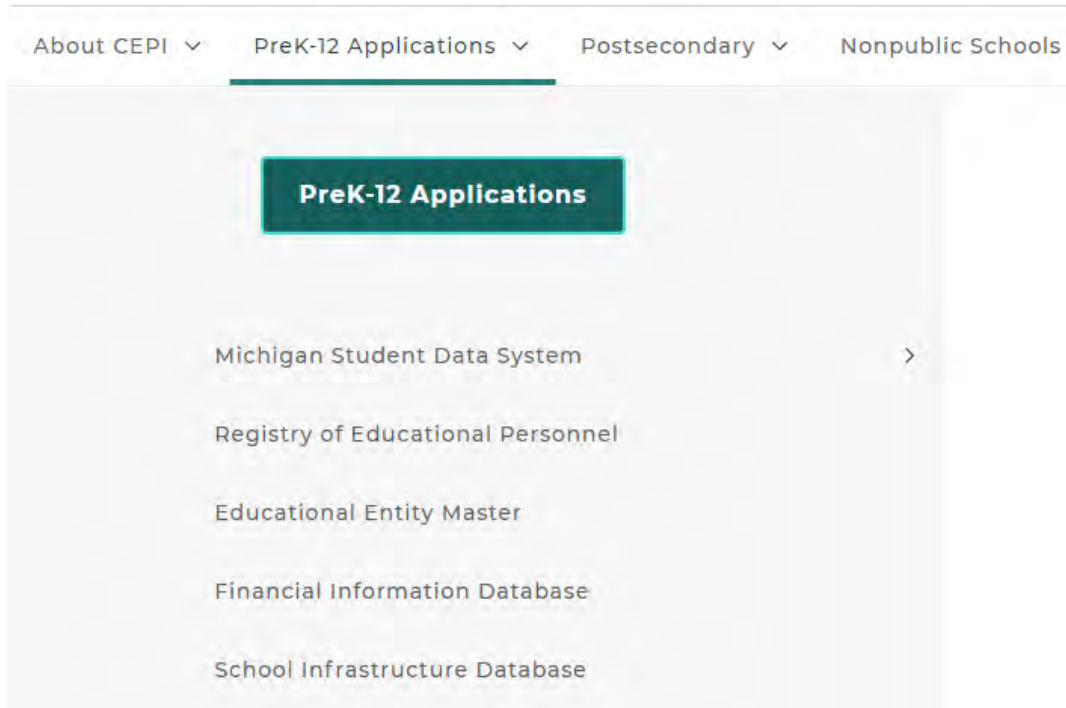 About CEPI PreK-12 Applications Postsecondary Nonpublic Schools
PreK-12 Applications
Michigan Student Data System
Registry of Educational Personnel
Educational Entity Master
Financial Information Database
School Infrastructure Database